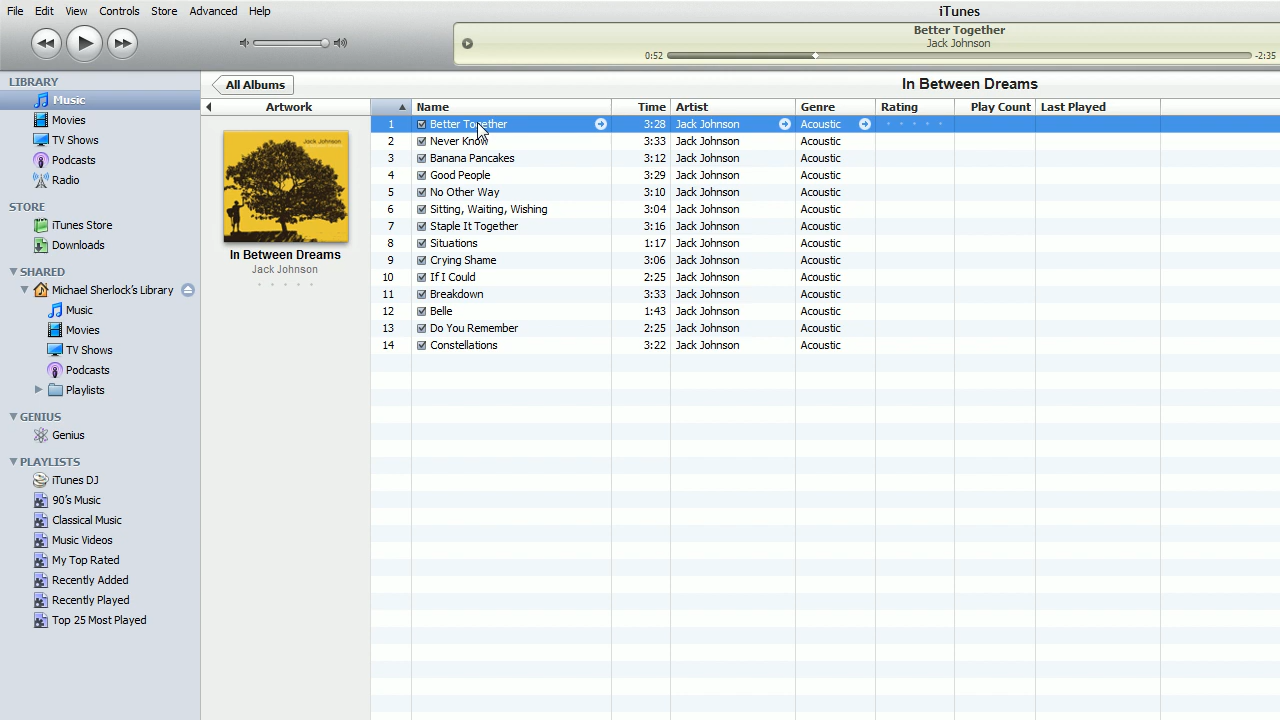 File Edit Controls Store Advanced Help
iTunes
Better Together
Jack Johnson
0:52 -2:35
LIBRARY
Music
Movies
TV Shows
Podcasts
Radio
STORE
iTunes Store
Downloads
SHARED
Michael Sherlock's Library
Music
Movies
TV Shows
Podcasts
Playlists
GENIUS
Genius
PLAYLISTS
iTunes DJ
90's Music
Classical Music
Music Videos
My Top Rated
Recently Added
Recently Played
Top 25 Most Played
All Albums
In Between Dreams
Artwork
Jack Johnson
In Between Dreams
Jack Johnson
Name Time Artist Genre Rating Play Count Last Played
1 Better Together 3:28 Jack Johnson Acoustic
2 Never Know 3:33 Jack Johnson Acoustic
3 Banana Pancakes 3:12 Jack Johnson Acoustic
4 Good People 3:29 Jack Johnson Acoustic
5 No Other Way 3:10 Jack Johnson Acoustic
6 Sitting, Waiting, Wishing 3:04 Jack Johnson Acoustic
7 Staple It Together 3:16 Jack Johnson Acoustic
8 Situations 1:17 Jack Johnson Acoustic
9 Crying Shame 3:06 Jack Johnson Acoustic
10 If I Could 2:25 Jack Johnson Acoustic
11 Breakdown 3:33 Jack Johnson Acoustic
12 Belle 1:43 Jack Johnson Acoustic
13 Do You Remember 2:25 Jack Johnson Acoustic
14 Constellations 3:22 Jack Johnson Acoustic